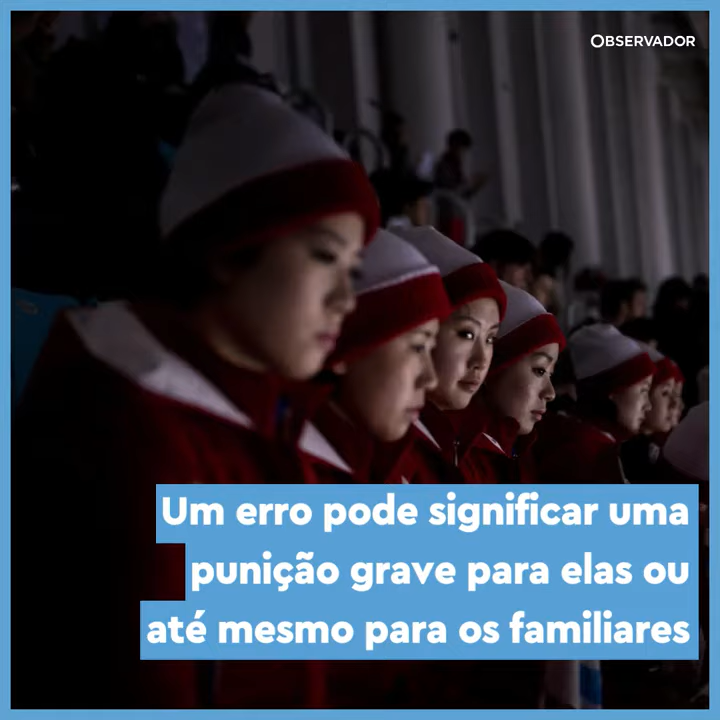 OBSERVADOR
Um erro pode significar uma
punição grave para elas ou
até mesmo para os familiares